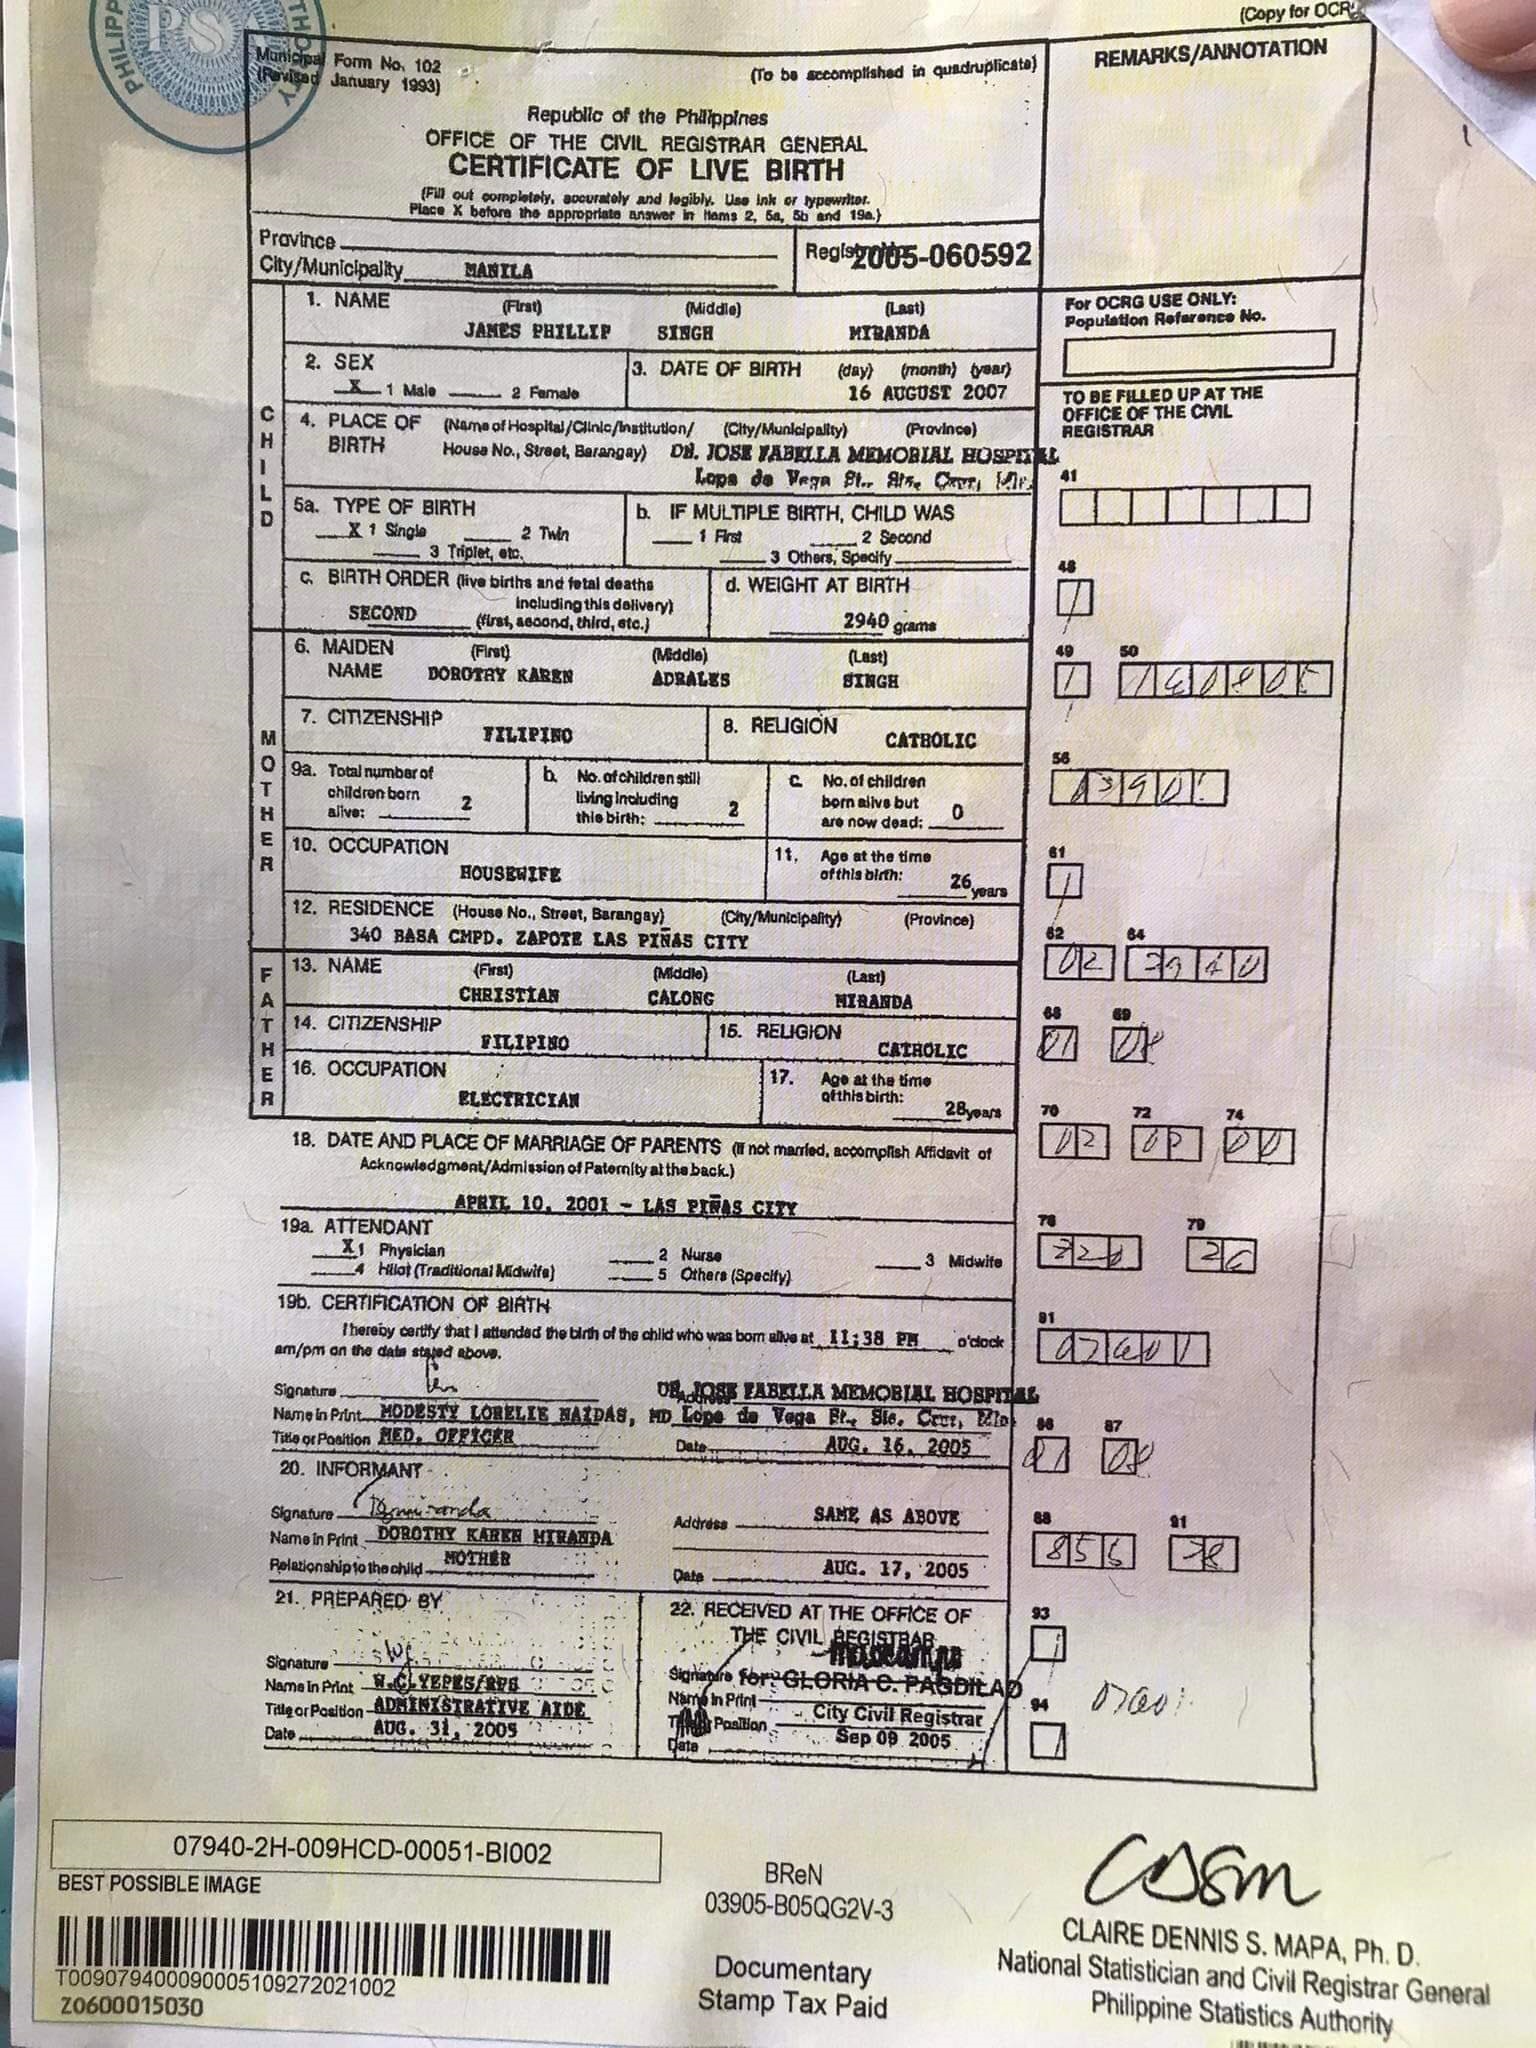 (Copy for OCR
PSA
Municipal Form No. 102
(Revised January 1993)
(To be accomplished in quadruplicate)
REMARKS/ANNOTATION
Republic of the Philippines
OFFICE OF THE CIVIL REGISTRAR GENERAL
CERTIFICATE OF LIVE BIRTH
(Fill out completely, accurately and legibly. Use ink or typewriter.
Place X before the appropriate answer in items 2, 5a, 5b and 19a.)
Province
City/Municipality MANILA
2005-060592
CHILD
1. NAME (First) (Middle) (Last)
JAMES PHILLIP SINGH MIRANDA
For OCRG USE ONLY:
Population Reference No.
2. SEX
X 1 Male 2 Female
3. DATE OF BIRTH (day) (month) (year)
16 AUGUST 2007
TO BE FILLED UP AT THE
OFFICE OF THE CIVIL
REGISTRAR
4. PLACE OF BIRTH (Name of Hospital/Clinic/Institution/ (City/Municipality) (Province)
House No., Street, Barangay) DR. JOSE FABELLA MEMORIAL HOSPITAL
Lope de Vega St., Sta. Cruz, Mla.
41
5a. TYPE OF BIRTH
X 1 Single 2 Twin
3 Triplet, etc.
b. IF MULTIPLE BIRTH, CHILD WAS
1 First 2 Second
3 Others, Specify
48
c. BIRTH ORDER (live births and fetal deaths
including this delivery)
SECOND (first, second, third, etc.)
d. WEIGHT AT BIRTH
2940 grams
MOTHER
6. MAIDEN NAME (First) (Middle) (Last)
DOROTHY KAREN ADRALES SINGH
49 50
7. CITIZENSHIP
FILIPINO
8. RELIGION
CATHOLIC
56
9a. Total number of
children born
alive: 2
b. No. of children still
living including
this birth: 2
c. No. of children
born alive but
are now dead: 0
10. OCCUPATION
HOUSEWIFE
11. Age at the time
of this birth: 26 years
61
12. RESIDENCE (House No., Street, Barangay) (City/Municipality) (Province)
340 BASA CMPD. ZAPOTE LAS PIÑAS CITY
62 64
02
FATHER
13. NAME (First) (Middle) (Last)
CHRISTIAN CALONG MIRANDA
14. CITIZENSHIP
FILIPINO
15. RELIGION
CATHOLIC
68 69
01 08
16. OCCUPATION
ELECTRICIAN
17. Age at the time
of this birth: 28 years
70 72 74
02 02 00
18. DATE AND PLACE OF MARRIAGE OF PARENTS (If not married, accomplish Affidavit of
Acknowledgment/Admission of Paternity at the back.)
APRIL 10, 2001 - LAS PIÑAS CITY
19a. ATTENDANT
X 1 Physician 2 Nurse 3 Midwife
4 Hilot (Traditional Midwife) 5 Others (Specify)
79
26
19b. CERTIFICATION OF BIRTH
I hereby certify that I attended the birth of the child who was born alive at 11:38 PM o'clock
am/pm on the date stated above.
Signature
DR. JOSE FABELLA MEMORIAL HOSPITAL
Name in Print MODESTY LORELIE NAIDAS, MD Lope de Vega St., Sta. Cruz, Mla
Title or Position MED. OFFICER
Date AUG. 16, 2005
86 87
01 08
20. INFORMANT
Signature
Name in Print DOROTHY KAREN MIRANDA
Relationship to the child MOTHER
Address SAME AS ABOVE
Date AUG. 17, 2005
88 91
21. PREPARED BY
Signature
Name in Print W.C. YEPES/RPS
Title or Position ADMINISTRATIVE AIDE
Date AUG. 31, 2005
22. RECEIVED AT THE OFFICE OF
THE CIVIL REGISTRAR
Signature for: GLORIA C. PAGDILAO
Name in Print
Title or Position City Civil Registrar
Date Sep 09 2005
93
94
07940-2H-009HCD-00051-BI002
BEST POSSIBLE IMAGE
T009079400090005109272021002
Z0600015030
BReN
03905-B05QG2V-3
Documentary
Stamp Tax Paid
CLAIRE DENNIS S. MAPA, Ph. D.
National Statistician and Civil Registrar General
Philippine Statistics Authority